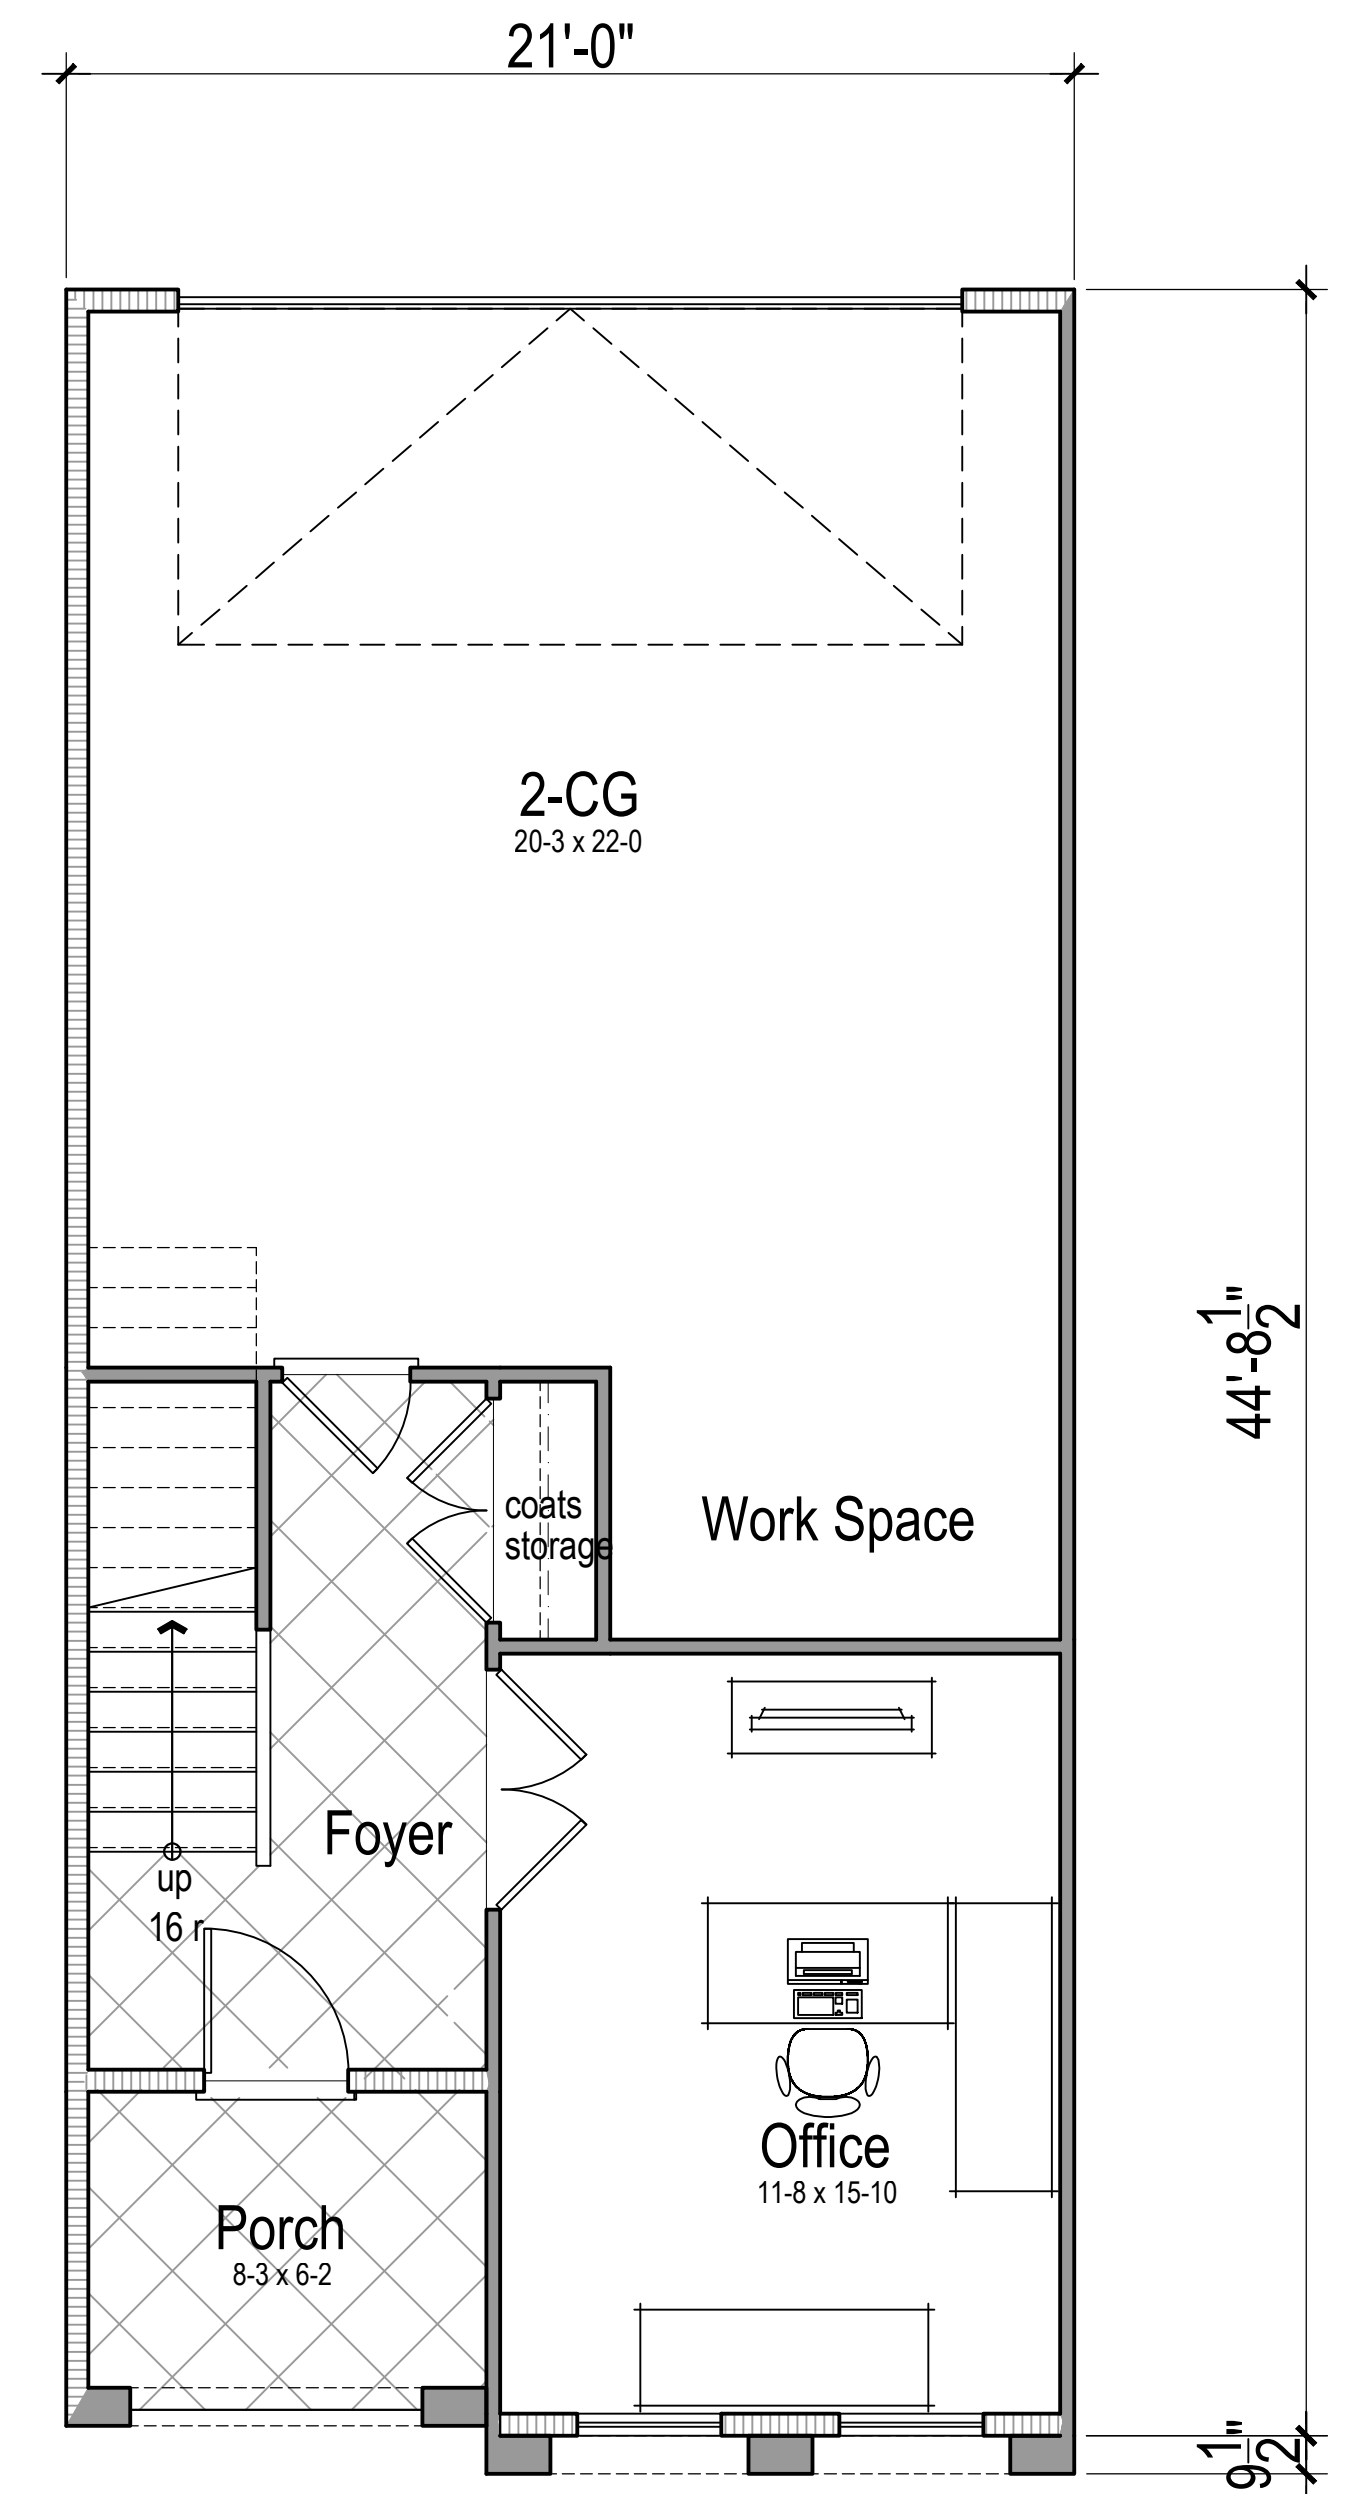 21'-0"
2-CG
20-3 x 22-0
44'-8 1/2"
coats
storage
Work Space
Foyer
up
16 r
Office
11-8 x 15-10
Porch
8-3 x 6-2
9 1/2"